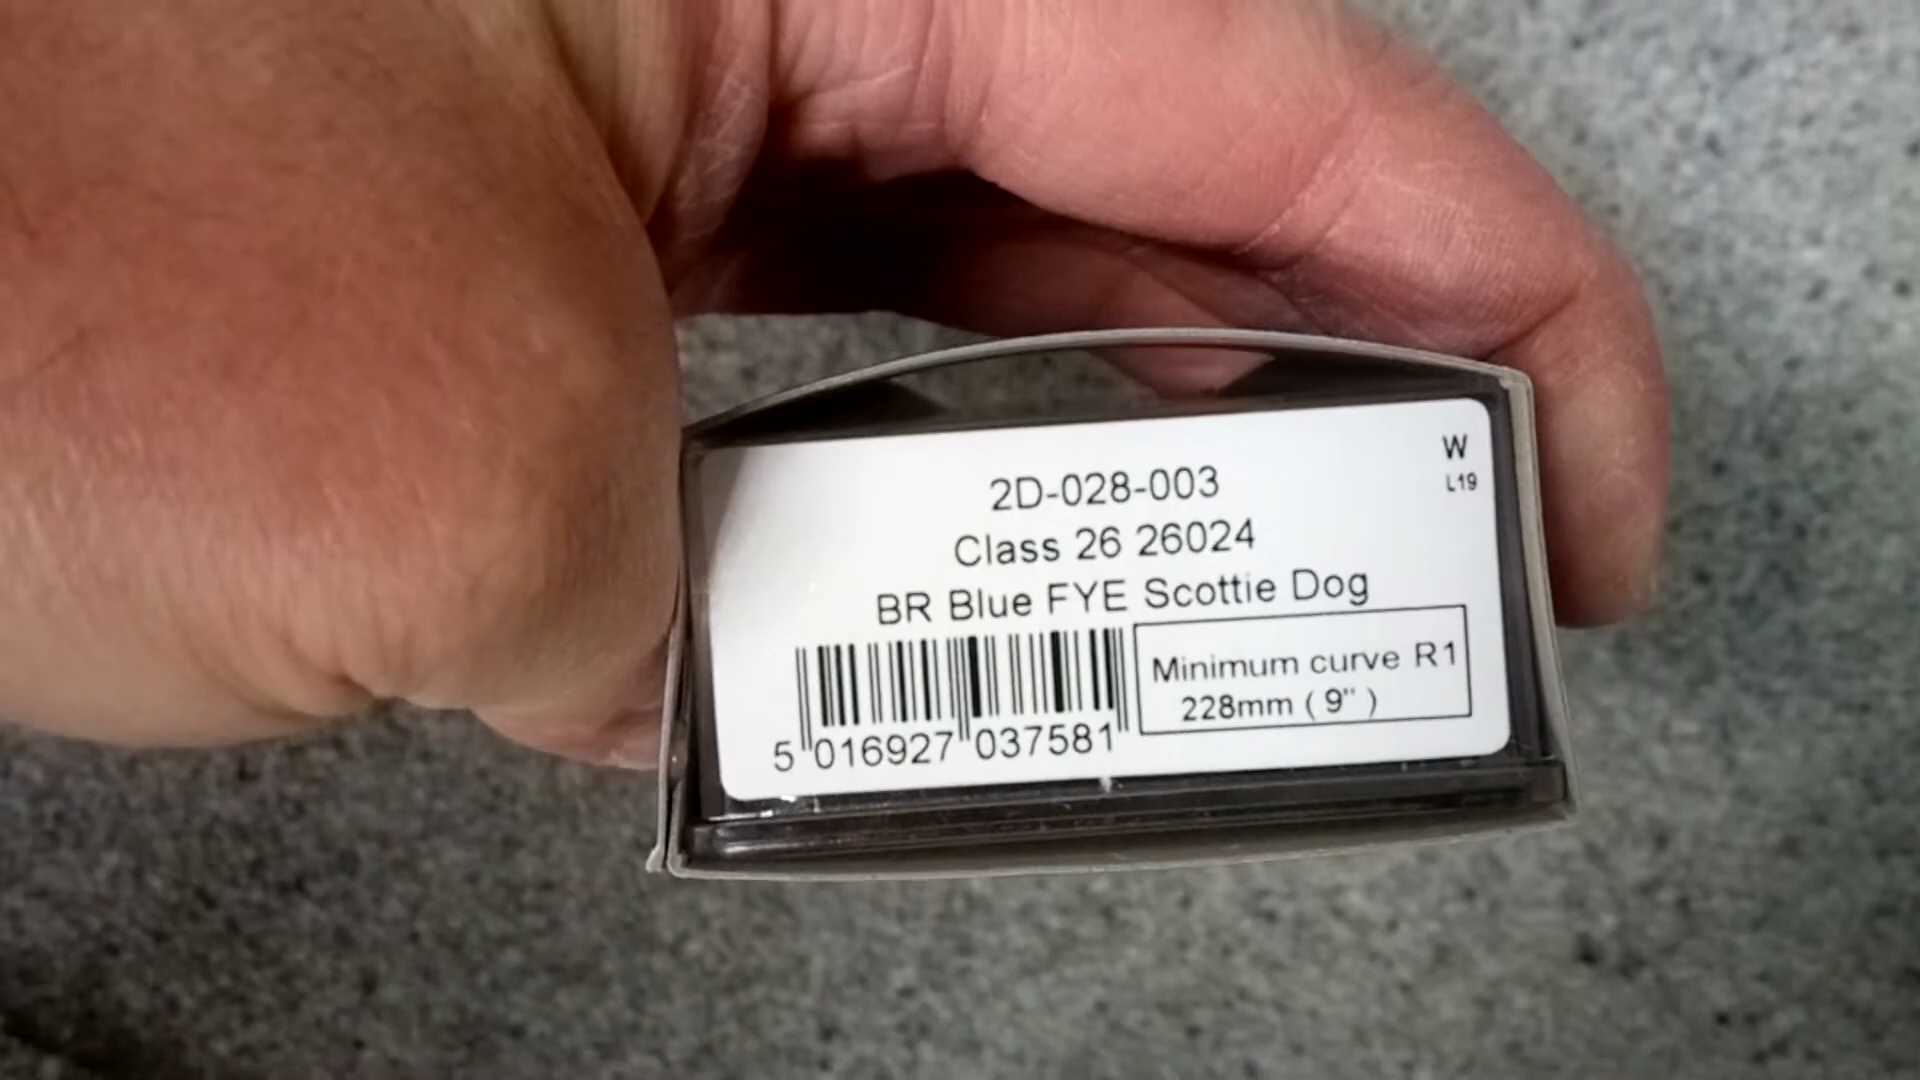 W
L19
2D-028-003
Class 26 26024
BR Blue FYE Scottie Dog
Minimum curve R1
228mm ( 9" )
5 016927 037581